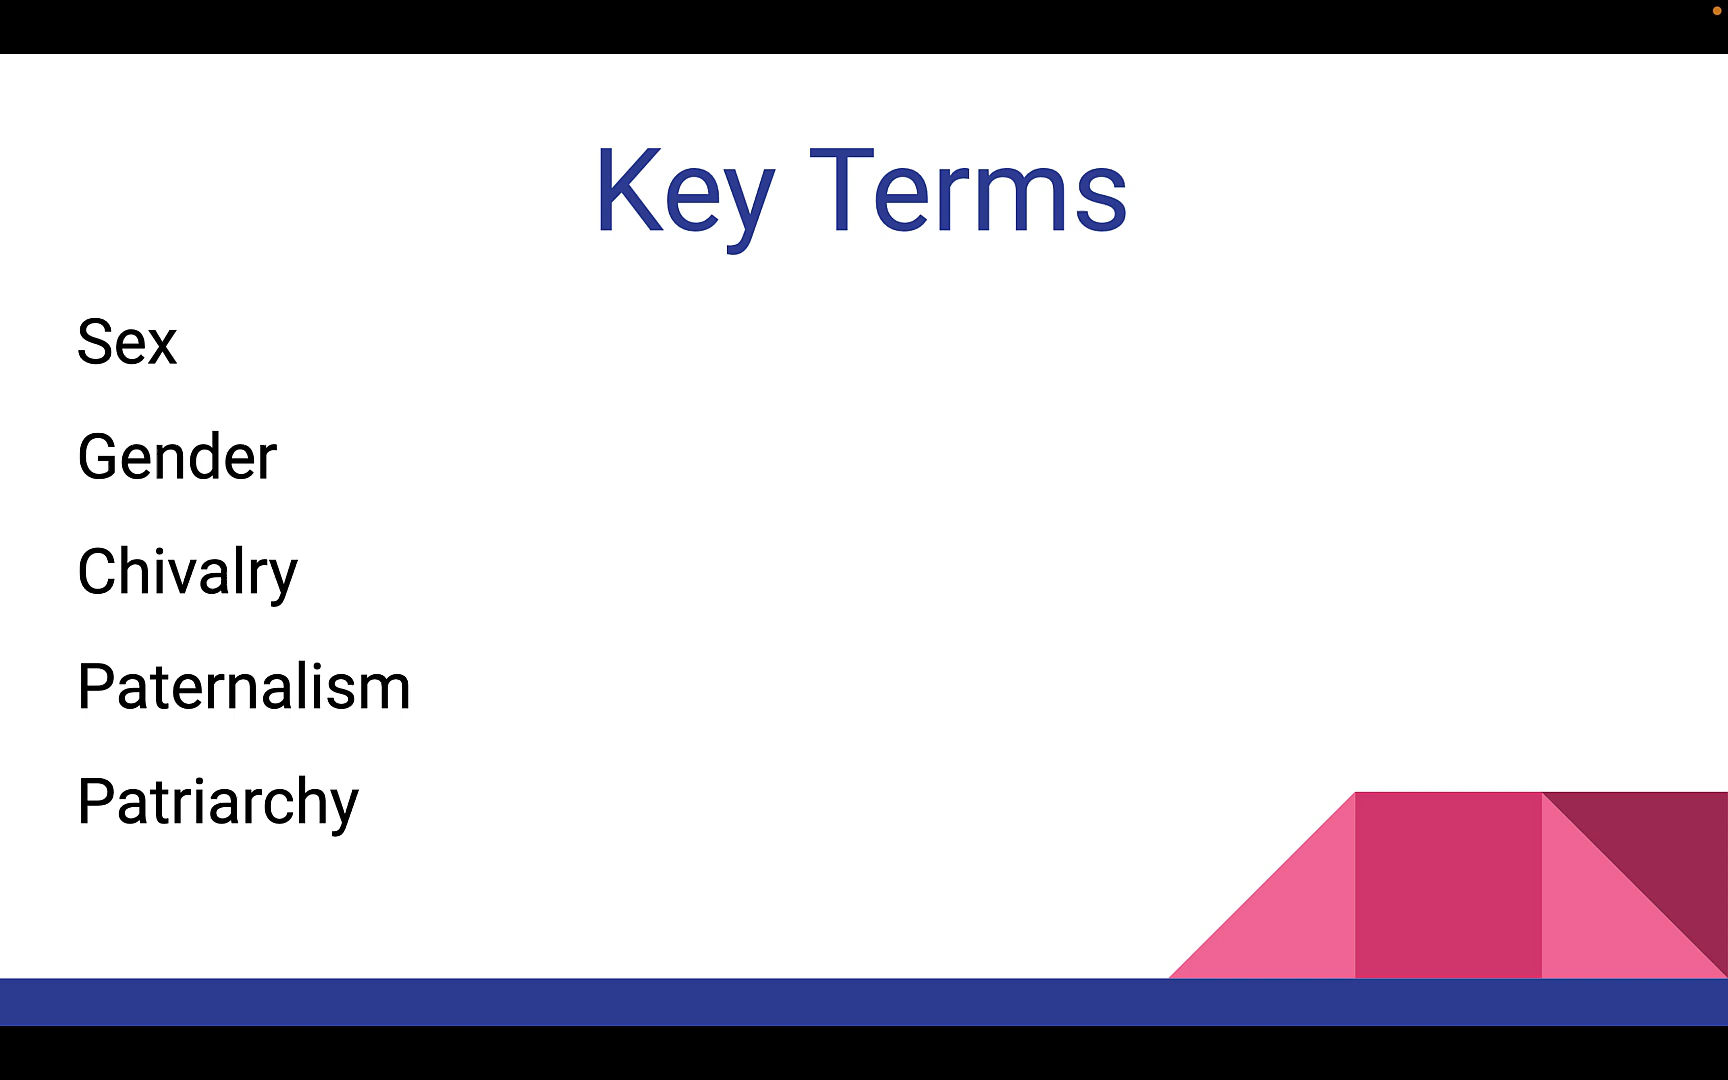 Key Terms
Sex
Gender
Chivalry
Paternalism
Patriarchy